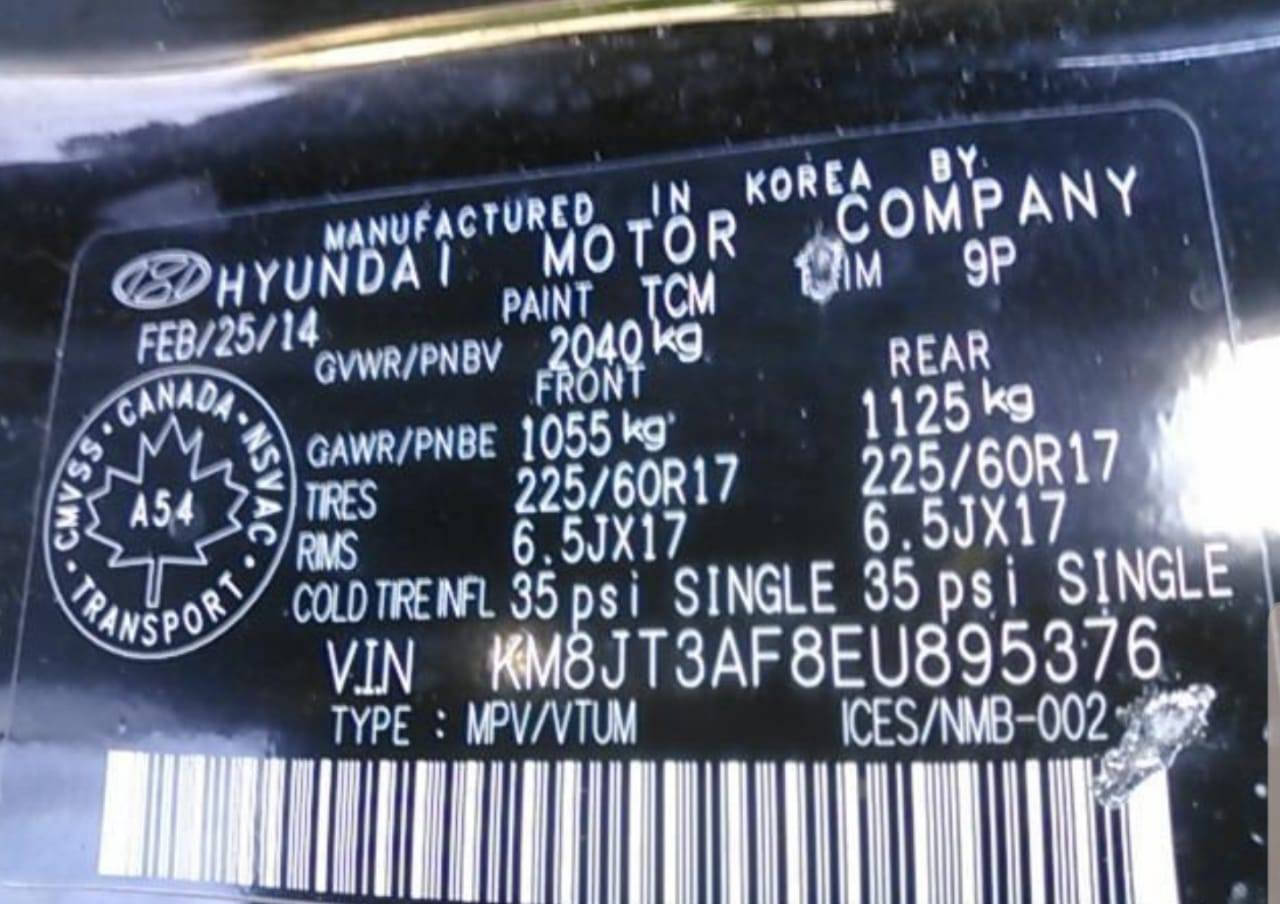 MANUFACTURED IN KOREA BY
HYUNDAI MOTOR COMPANY
FEB/25/14 PAINT TCM 9P
GVWR/PNBV 2040 kg
FRONT REAR
GAWR/PNBE 1055 kg 1125 kg
TIRES 225/60R17 225/60R17
RIMS 6.5JX17 6.5JX17
COLD TIRE INFL 35 psi SINGLE 35 psi SINGLE
V.I.N KM8JT3AF8EU895376
TYPE : MPV/VTUM ICES/NMB-002
CANADA · NSVAC · TRANSPORT · CMVSS ·
A54